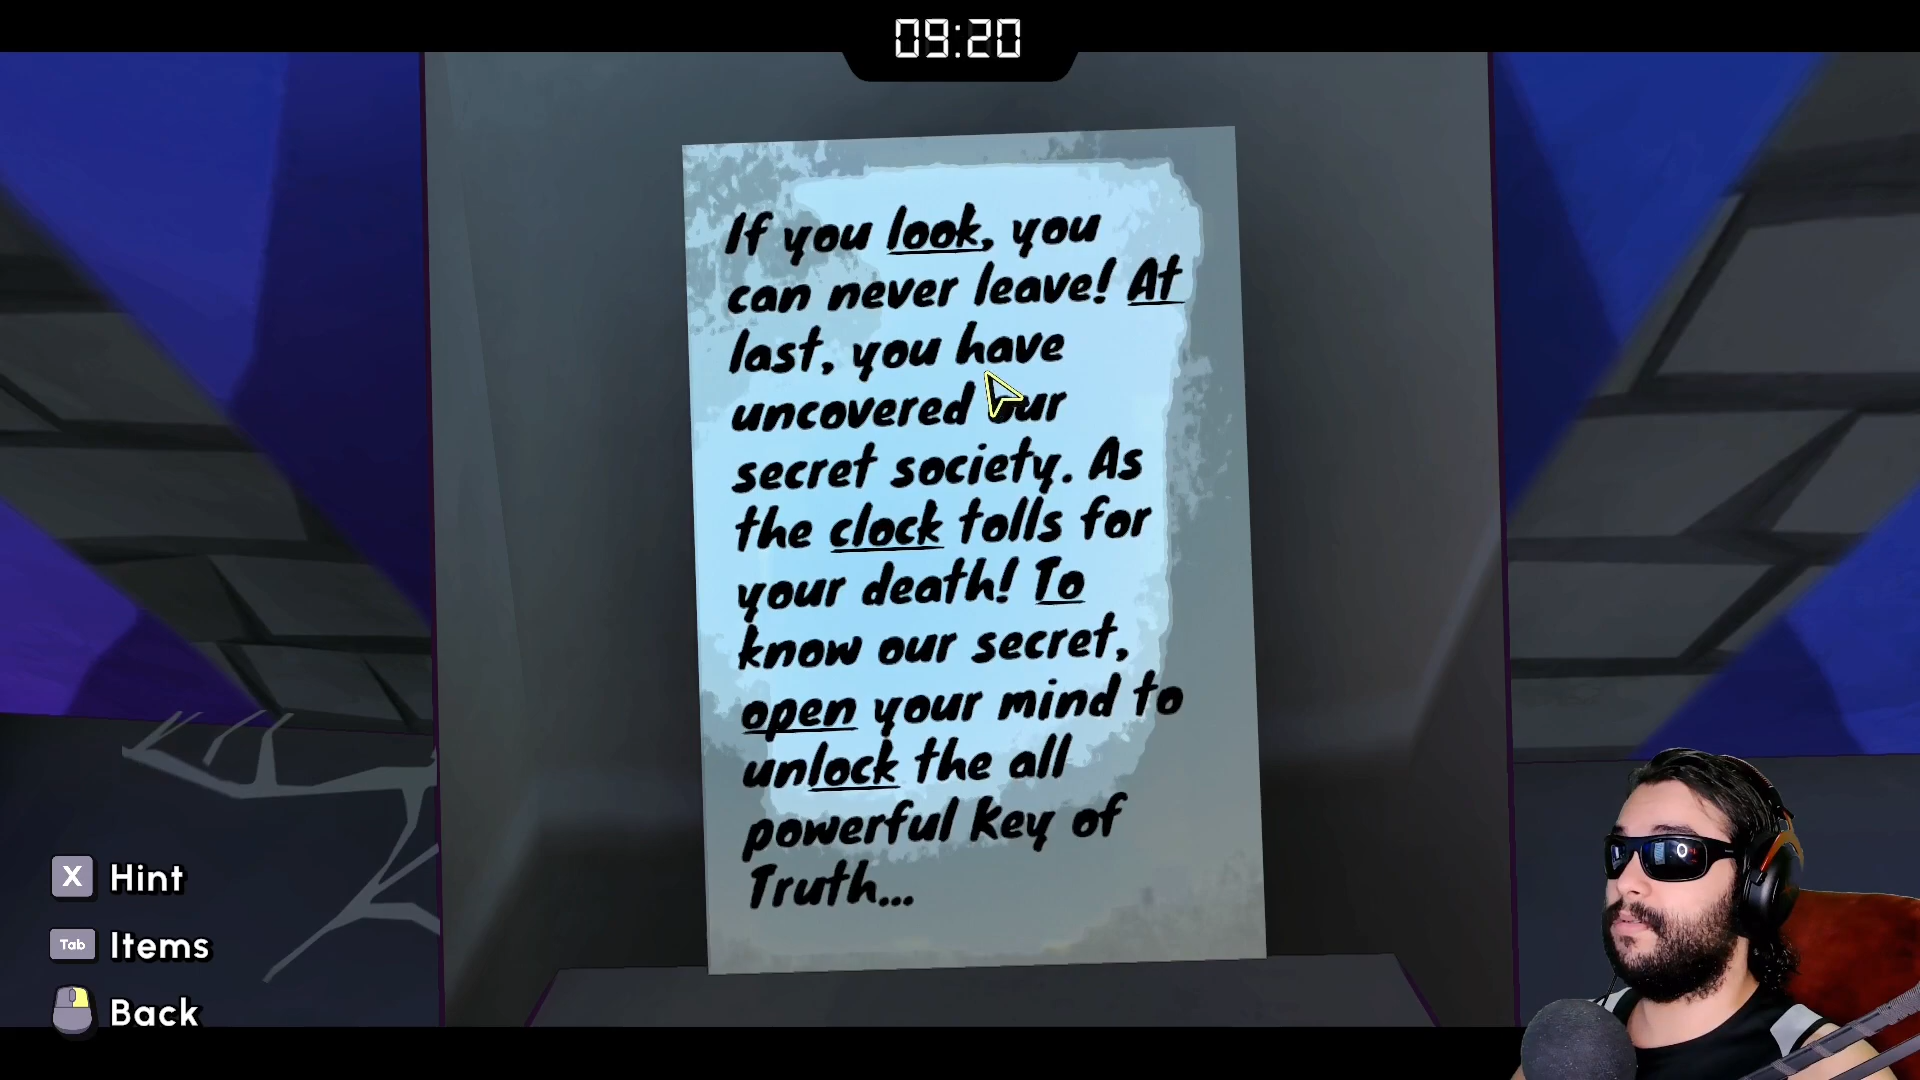 09:20
If you look, you
can never leave! At
last, you have
uncovered our
secret society. As
the clock tolls for
your death! To
know our secret,
open your mind to
unlock the all
powerful Key of
Truth...
X Hint
Tab Items
Back